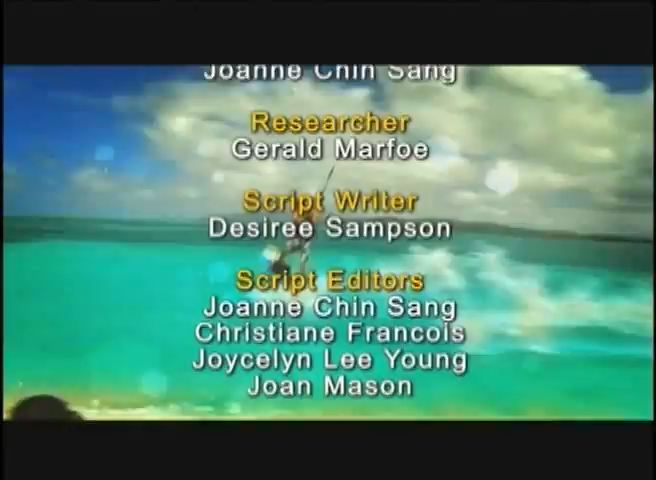 Joanne Chin Sang
Researcher
Gerald Marfoe
Script Writer
Desiree Sampson
Script Editors
Joanne Chin Sang
Christiane Francois
Joycelyn Lee Young
Joan Mason